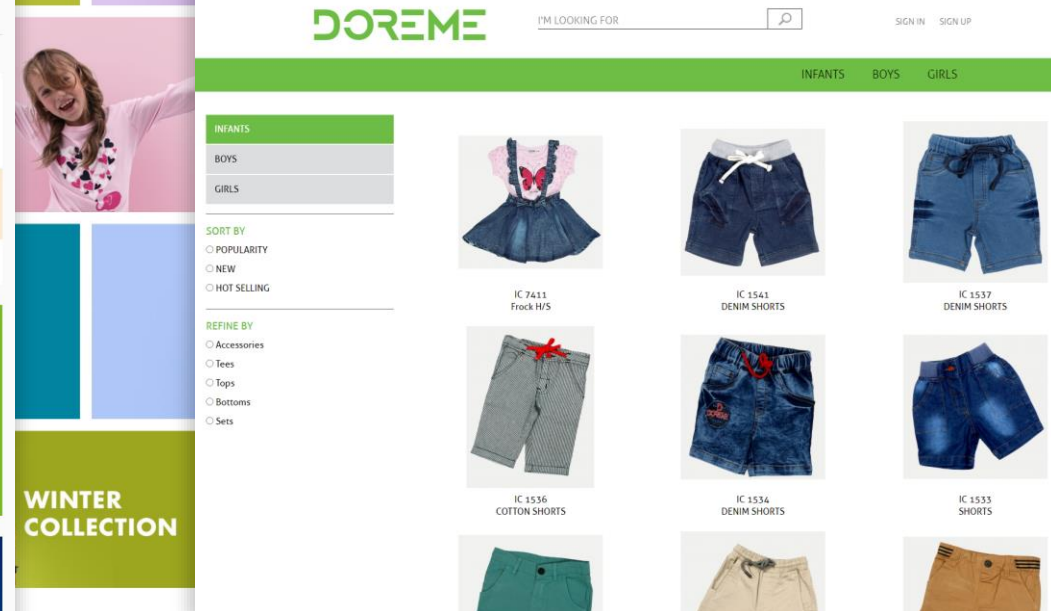 DOREME
I'M LOOKING FOR
SIGN IN SIGN UP
INFANTS BOYS GIRLS
INFANTS
BOYS
GIRLS
SORT BY
POPULARITY
NEW
HOT SELLING
REFINE BY
Accessories
Tees
Tops
Bottoms
Sets
IC 7411
Frock H/S
IC 1541
DENIM SHORTS
IC 1537
DENIM SHORTS
IC 1536
COTTON SHORTS
IC 1534
DENIM SHORTS
IC 1533
SHORTS
WINTER
COLLECTION